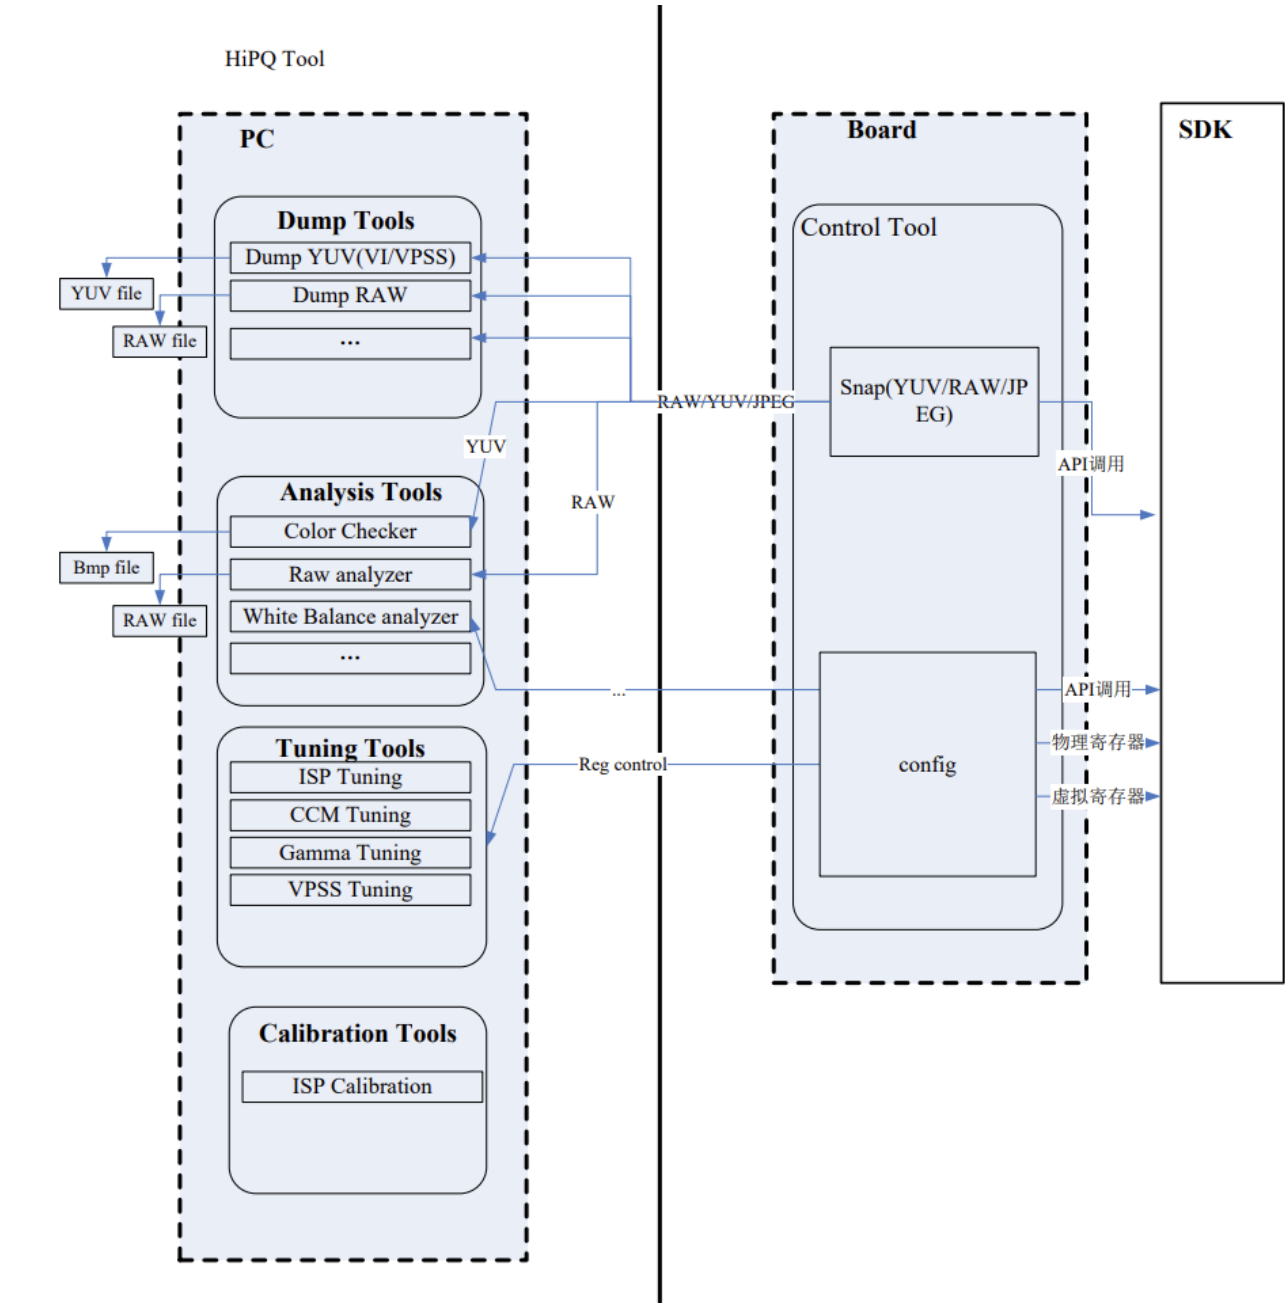 HiPQ Tool
PC
Dump Tools
Dump YUV(VI/VPSS)
YUV file
Dump RAW
RAW file
...
YUV
RAW
Analysis Tools
Color Checker
Bmp file
Raw analyzer
RAW file
White Balance analyzer
...
Tuning Tools
ISP Tuning
CCM Tuning
Gamma Tuning
VPSS Tuning
Calibration Tools
ISP Calibration
RAW/YUV/JPEG
...
Reg control
Board
Control Tool
Snap(YUV/RAW/JP
EG)
config
API调用
API调用
物理寄存器
虚拟寄存器
SDK